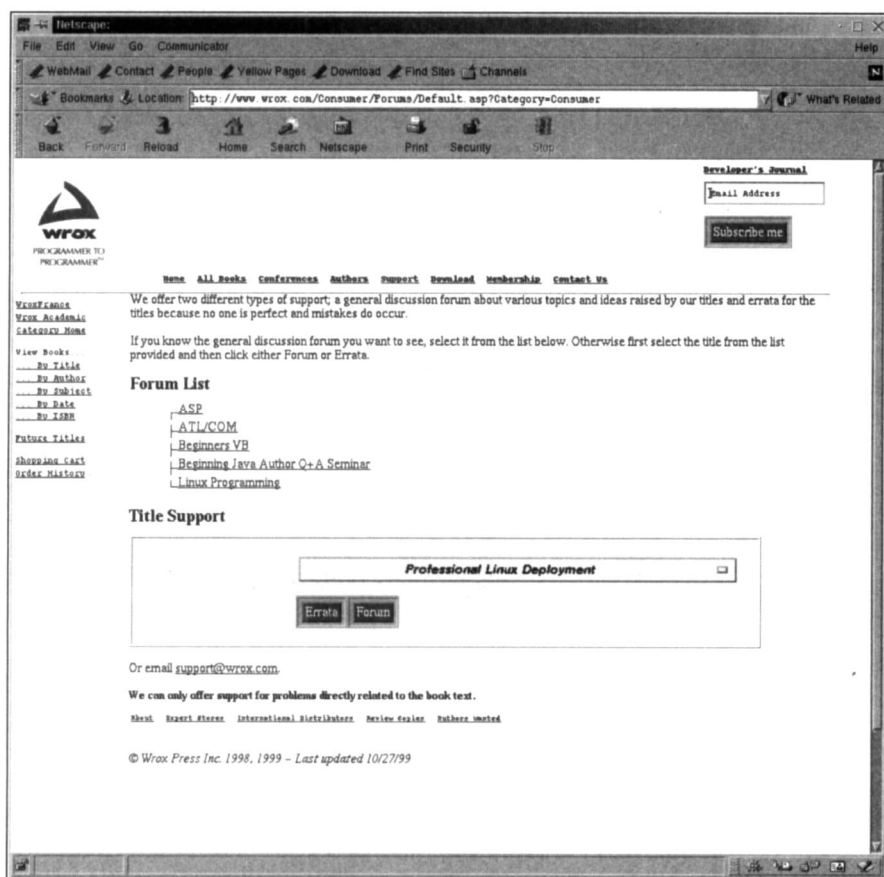 Netscape:
File Edit View Go Communicator Help
WebMail Contact People Yellow Pages Download Find Sites Channels
N
Bookmarks Location: http://www.wrox.com/Consumer/Forums/Default.asp?Category=Consumer What's Related
Back Forward Reload Home Search Netscape Print Security Stop
Developer's Journal
Email Address
Subscribe me
wrox
PROGRAMMER TO
PROGRAMMER™
Home All Books Conferences Authors Support Download Membership Contact Us
WroxFrance
Wrox Academic
Category Home
View Books...
.... By Title
.... By Author
.... By Subject
.... By Date
.... By ISBN
Future Titles
Shopping Cart
Order History
We offer two different types of support; a general discussion forum about various topics and ideas raised by our titles and errata for the
titles because no one is perfect and mistakes do occur.
If you know the general discussion forum you want to see, select it from the list below. Otherwise first select the title from the list
provided and then click either Forum or Errata.
Forum List
ASP
ATL/COM
Beginners VB
Beginning Java Author Q+A Seminar
Linux Programming
Title Support
Professional Linux Deployment
Errata Forum
Or email support@wrox.com.
We can only offer support for problems directly related to the book text.
About Expert Stores International Distributors Review Copies Authors Wanted
© Wrox Press Inc. 1998, 1999 – Last updated 10/27/99